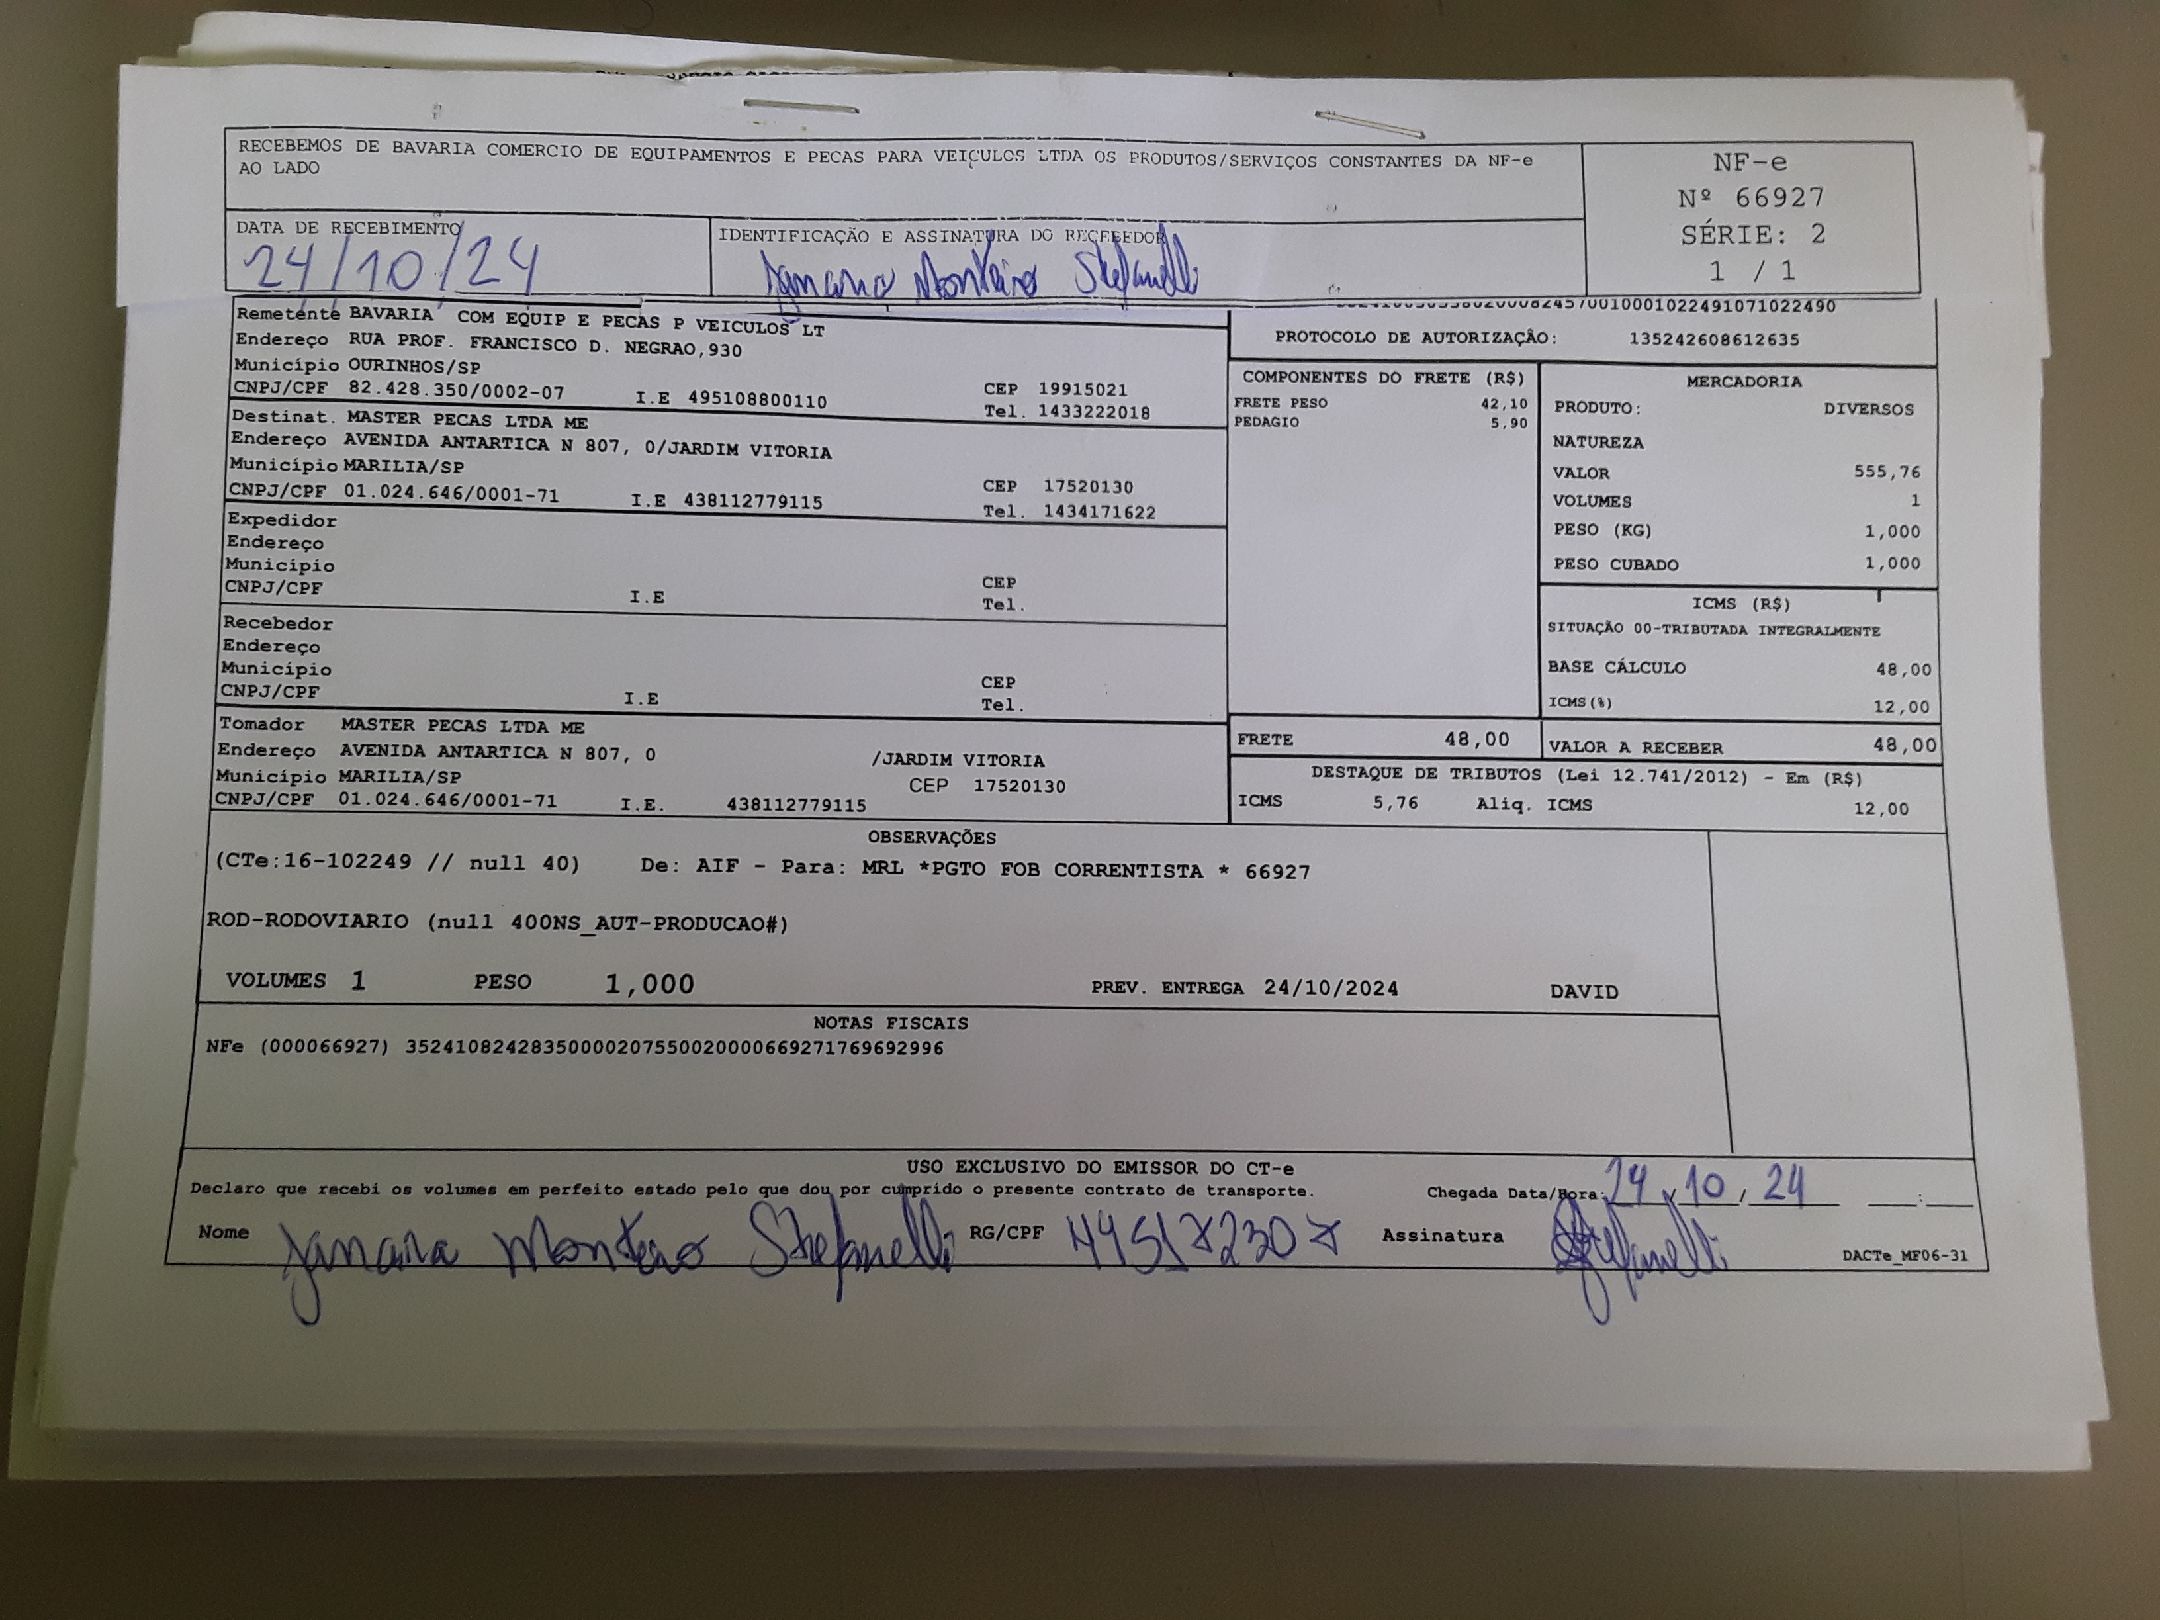 RECEBEMOS DE BAVARIA COMERCIO DE EQUIPAMENTOS E PECAS PARA VEICULOS LTDA OS PRODUTOS/SERVIÇOS CONSTANTES DA NF-e
AO LADO
NF-e
Nº 66927
SÉRIE: 2
1 / 1
DATA DE RECEBIMENTO
24/10/24
IDENTIFICAÇÃO E ASSINATURA DO RECEBEDOR
Janaina Monteiro Stefanelli
Remetente BAVARIA COM EQUIP E PECAS P VEICULOS LT
Endereço RUA PROF. FRANCISCO D. NEGRAO,930
Município OURINHOS/SP
CNPJ/CPF 82.428.350/0002-07 I.E 495108800110 CEP 19915021
Tel. 1433222018
Destinat. MASTER PECAS LTDA ME
Endereço AVENIDA ANTARTICA N 807, 0/JARDIM VITORIA
Município MARILIA/SP
CNPJ/CPF 01.024.646/0001-71 I.E 438112779115 CEP 17520130
Tel. 1434171622
Expedidor
Endereço
Município
CNPJ/CPF I.E CEP
Tel.
Recebedor
Endereço
Município
CNPJ/CPF I.E CEP
Tel.
Tomador MASTER PECAS LTDA ME
Endereço AVENIDA ANTARTICA N 807, 0 /JARDIM VITORIA
Município MARILIA/SP CEP 17520130
CNPJ/CPF 01.024.646/0001-71 I.E. 438112779115
PROTOCOLO DE AUTORIZAÇÂO: 135242608612635
COMPONENTES DO FRETE (R$)
FRETE PESO 42,10
PEDAGIO 5,90
MERCADORIA
PRODUTO: DIVERSOS
NATUREZA
VALOR 555,76
VOLUMES 1
PESO (KG) 1,000
PESO CUBADO 1,000
ICMS (R$)
SITUAÇÃO 00-TRIBUTADA INTEGRALMENTE
BASE CÁLCULO 48,00
ICMS(%) 12,00
FRETE 48,00 VALOR A RECEBER 48,00
DESTAQUE DE TRIBUTOS (Lei 12.741/2012) - Em (R$)
ICMS 5,76 Aliq. ICMS 12,00
OBSERVAÇÕES
(CTe:16-102249 // null 40) De: AIF - Para: MRL *PGTO FOB CORRENTISTA * 66927
ROD-RODOVIARIO (null 400NS_AUT-PRODUCAO#)
VOLUMES 1 PESO 1,000 PREV. ENTREGA 24/10/2024 DAVID
NOTAS FISCAIS
NFe (000066927) 35241082428350000207550020000669271769692996
USO EXCLUSIVO DO EMISSOR DO CT-e
Declaro que recebi os volumes em perfeito estado pelo que dou por cumprido o presente contrato de transporte. Chegada Data/Hora: 24/10/24 :
Nome Janaina Monteiro Stefanelli RG/CPF 445172307 Assinatura Stefanelli
DACTe_MF06-31